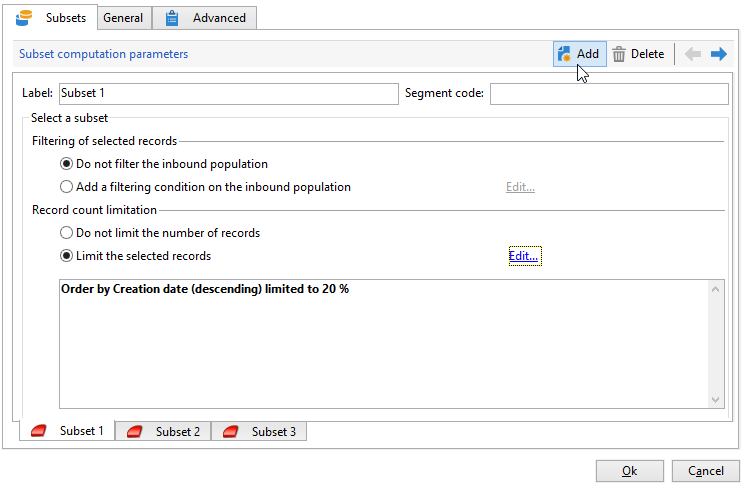 Subsets General Advanced
Subset computation parameters Add Delete
Label: Subset 1 Segment code:
Select a subset
Filtering of selected records
Do not filter the inbound population
Add a filtering condition on the inbound population Edit...
Record count limitation
Do not limit the number of records
Limit the selected records Edit...
Order by Creation date (descending) limited to 20 %
Subset 1 Subset 2 Subset 3
Ok Cancel